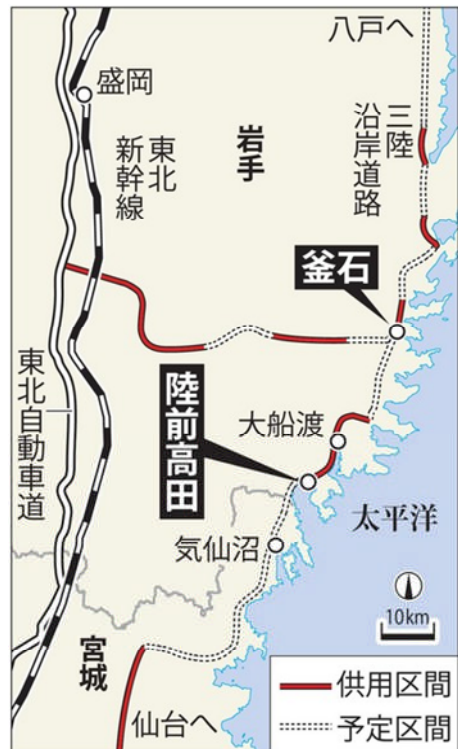 八戸へ
盛岡
三陸
沿岸道路
岩手
東北
新幹線
釜石
東北自動車道
陸前高田
大船渡
太平洋
気仙沼
10km
宮城
仙台へ
供用区間
予定区間